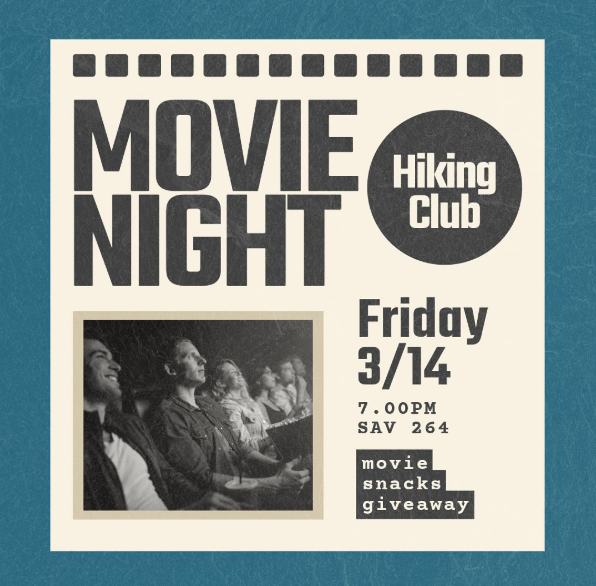 MOVIE
NIGHT
Hiking
Club
Friday
3/14
7.00PM
SAV 264
movie
snacks
giveaway